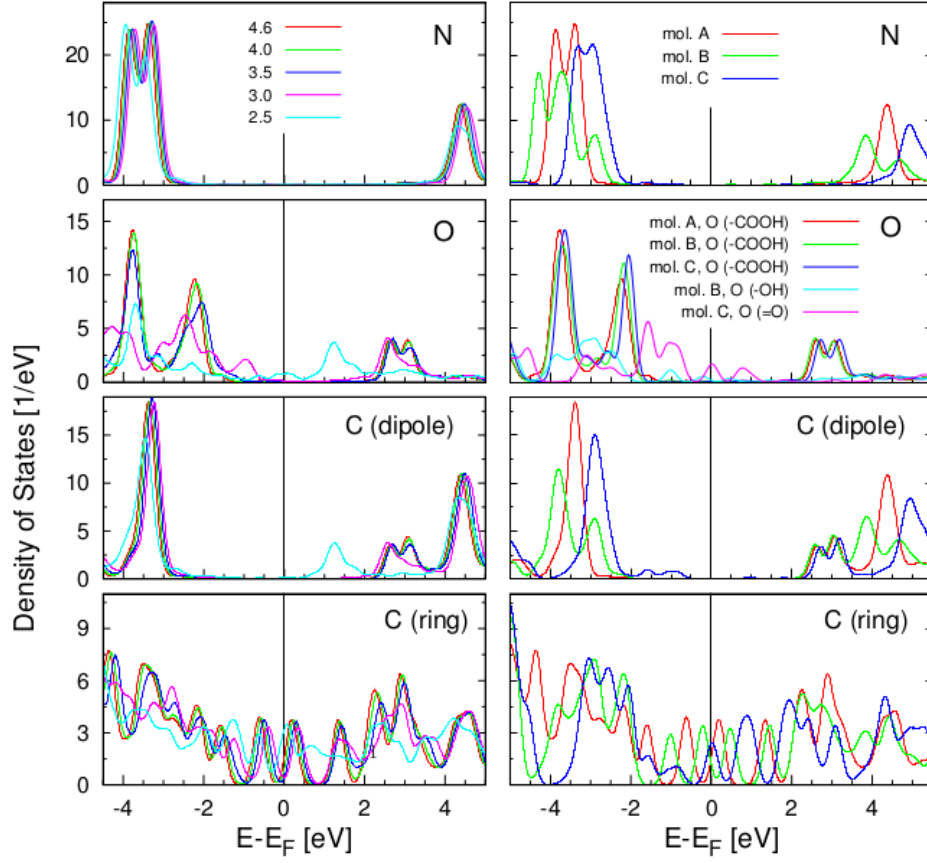 Density of States [1/eV]
N
4.6
4.0
3.5
3.0
2.5
20
10
0
N
mol. A
mol. B
mol. C
O
15
10
5
0
O
mol. A, O (-COOH)
mol. B, O (-COOH)
mol. C, O (-COOH)
mol. B, O (-OH)
mol. C, O (=O)
C (dipole)
15
10
5
0
C (dipole)
C (ring)
9
6
3
0
C (ring)
-4 -2 0 2 4
-4 -2 0 2 4
E-EF [eV]
E-EF [eV]